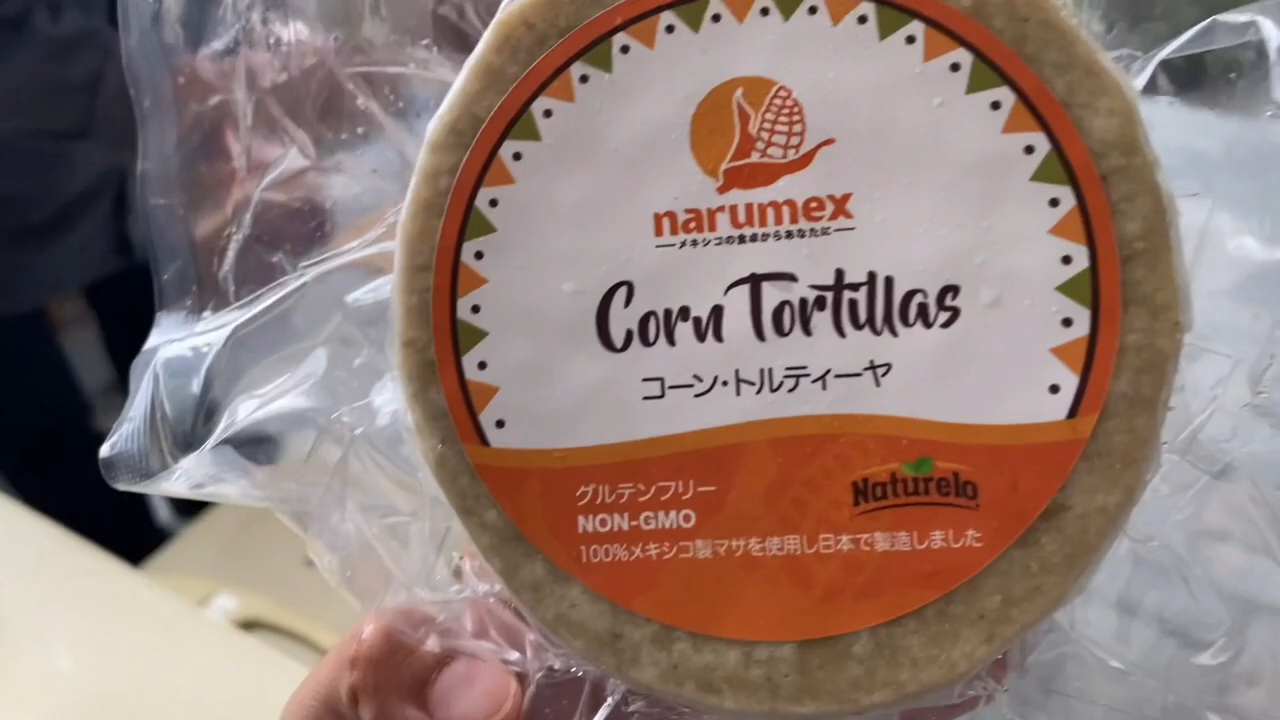 narumex
メキシコの食卓からあなたに
Corn Tortillas
コーン・トルティーヤ
グルテンフリー
NON-GMO
100%メキシコ製マサを使用し日本で製造しました
Naturelo